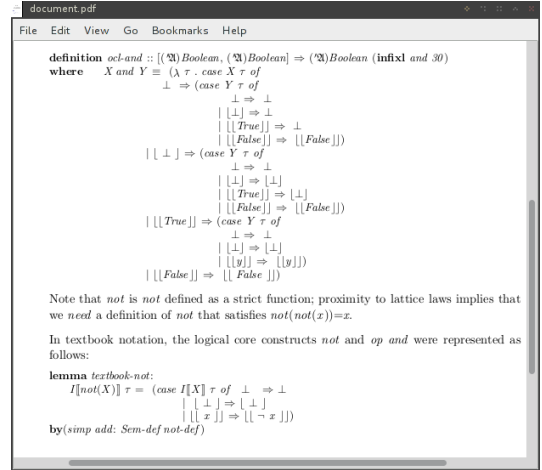 document.pdf
File Edit View Go Bookmarks Help
definition ocl-and :: [('𝔄)Boolean, ('𝔄)Boolean] ⇒ ('𝔄)Boolean (infixl and 30)
where X and Y ≡ (λ τ . case X τ of
⊥ ⇒ (case Y τ of
⊥ ⇒ ⊥
| ⌊⊥⌋ ⇒ ⊥
| ⌊⌊True⌋⌋ ⇒ ⊥
| ⌊⌊False⌋⌋ ⇒ ⌊⌊False⌋⌋)
| ⌊ ⊥ ⌋ ⇒ (case Y τ of
⊥ ⇒ ⊥
| ⌊⊥⌋ ⇒ ⌊⊥⌋
| ⌊⌊True⌋⌋ ⇒ ⌊⊥⌋
| ⌊⌊False⌋⌋ ⇒ ⌊⌊False⌋⌋)
| ⌊⌊True⌋⌋ ⇒ (case Y τ of
⊥ ⇒ ⊥
| ⌊⊥⌋ ⇒ ⌊⊥⌋
| ⌊⌊y⌋⌋ ⇒ ⌊⌊y⌋⌋)
| ⌊⌊False⌋⌋ ⇒ ⌊⌊ False ⌋⌋)
Note that not is not defined as a strict function; proximity to lattice laws implies that
we need a definition of not that satisfies not(not(x))=x.
In textbook notation, the logical core constructs not and op and were represented as
follows:
lemma textbook-not:
I⟦not(X)⟧ τ = (case I⟦X⟧ τ of ⊥ ⇒ ⊥
| ⌊ ⊥ ⌋ ⇒ ⌊ ⊥ ⌋
| ⌊⌊ x ⌋⌋ ⇒ ⌊⌊ ¬ x ⌋⌋)
by(simp add: Sem-def not-def)